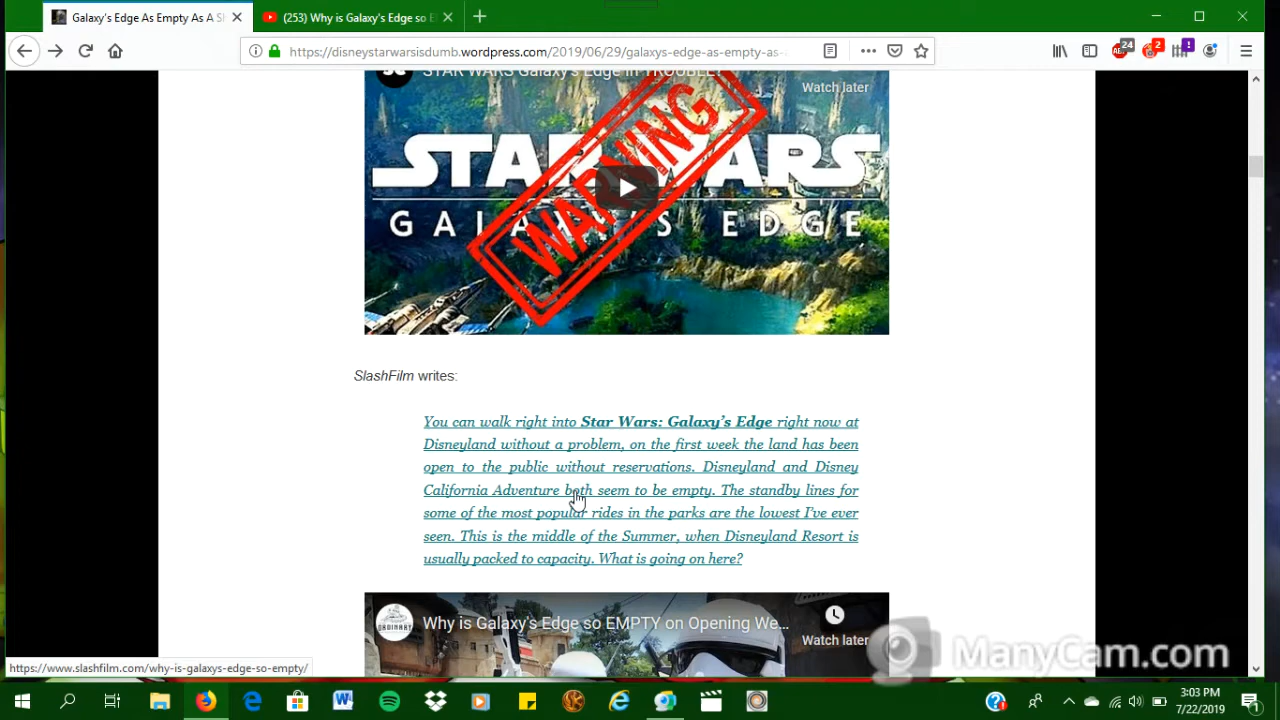 Galaxy's Edge As Empty As A S
(253) Why is Galaxy's Edge so E
https://disneystarwarsisdumb.wordpress.com/2019/06/29/galaxys-edge-as-empty-as-
24
2
!
STAR WARS Galaxy's Edge in TROUBLE?
Watch later
STAR WARS
GALAXY'S EDGE
WARNING
SlashFilm writes:
You can walk right into Star Wars: Galaxy's Edge right now at
Disneyland without a problem, on the first week the land has been
open to the public without reservations. Disneyland and Disney
California Adventure both seem to be empty. The standby lines for
some of the most popular rides in the parks are the lowest I've ever
seen. This is the middle of the Summer, when Disneyland Resort is
usually packed to capacity. What is going on here?
ORDINARY
Why is Galaxy's Edge so EMPTY on Opening We...
Watch later
ManyCam.com
https://www.slashfilm.com/why-is-galaxys-edge-so-empty/
3:03 PM
7/22/2019
1